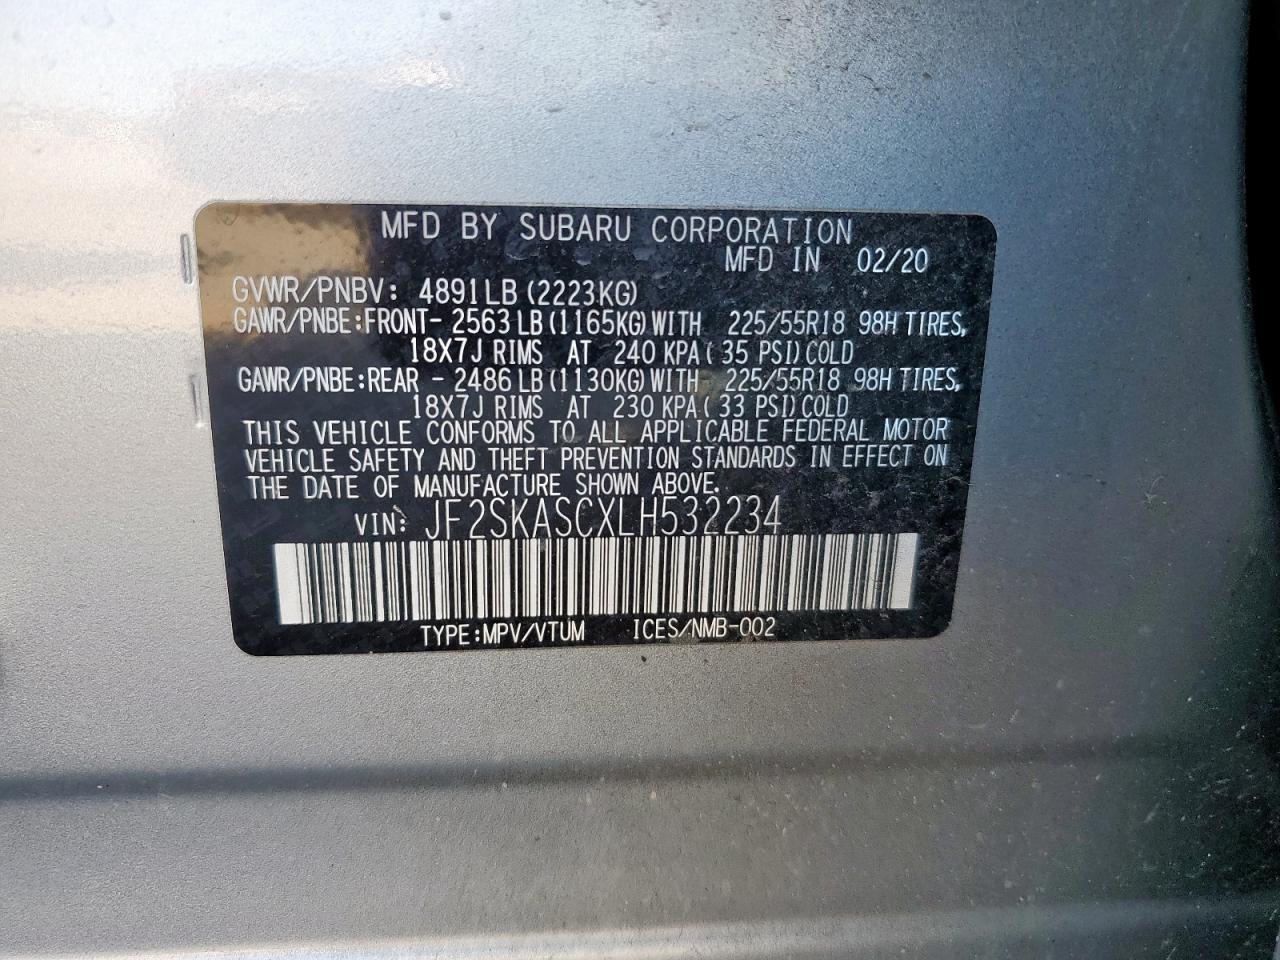 MFD BY SUBARU CORPORATION
MFD IN 02/20
GVWR/PNBV: 4891LB(2223KG)
GAWR/PNBE:FRONT- 2563LB(1165KG)WITH 225/55R18 98H TIRES,
18X7J RIMS AT 240 KPA( 35 PSI)COLD
GAWR/PNBE:REAR - 2486LB(1130KG)WITH 225/55R18 98H TIRES,
18X7J RIMS AT 230 KPA( 33 PSI)COLD
THIS VEHICLE CONFORMS TO ALL APPLICABLE FEDERAL MOTOR
VEHICLE SAFETY AND THEFT PREVENTION STANDARDS IN EFFECT ON
THE DATE OF MANUFACTURE SHOWN ABOVE.
VIN: JF2SKASCXLH532234
TYPE:MPV/VTUM ICES/NMB-002